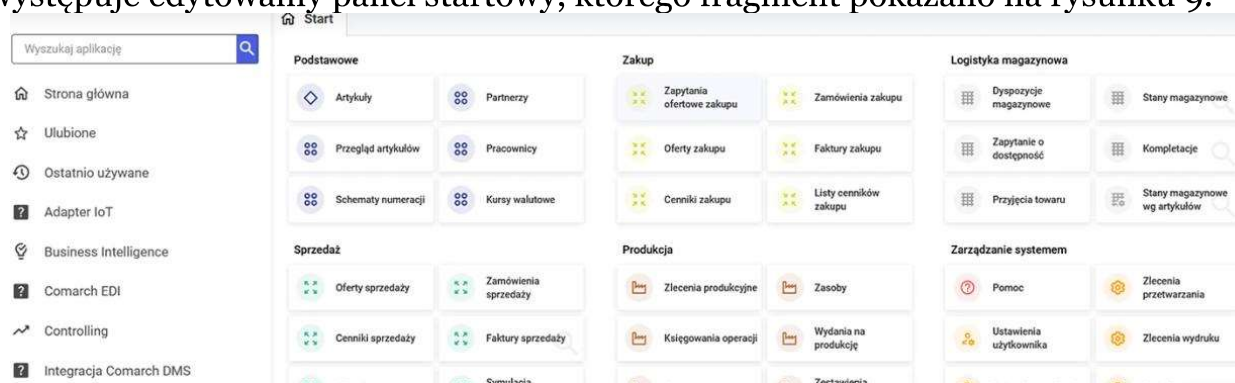 występuje edytowalny panel startowy, którego fragment pokazano na rysunku 9.
Start
Wyszukaj aplikację
Strona główna
Ulubione
Ostatnio używane
Adapter IoT
Business Intelligence
Comarch EDI
Controlling
Integracja Comarch DMS
Podstawowe
Artykuły
Partnerzy
Przegląd artykułów
Pracownicy
Schematy numeracji
Kursy walutowe
Zakup
Zapytania
ofertowe zakupu
Zamówienia zakupu
Oferty zakupu
Faktury zakupu
Cenniki zakupu
Listy cenników
zakupu
Logistyka magazynowa
Dyspozycje
magazynowe
Stany magazynowe
Zapytanie o
dostępność
Kompletacje
Przyjęcia towaru
Stany magazynowe
wg artykułów
Sprzedaż
Oferty sprzedaży
Zamówienia
sprzedaży
Cenniki sprzedaży
Faktury sprzedaży
Symulacja
Produkcja
Zlecenia produkcyjne
Zasoby
Księgowania operacji
Wydania na
produkcję
Zestawienia
Zarządzanie systemem
Pomoc
Zlecenia
przetwarzania
Ustawienia
użytkownika
Zlecenia wydruku